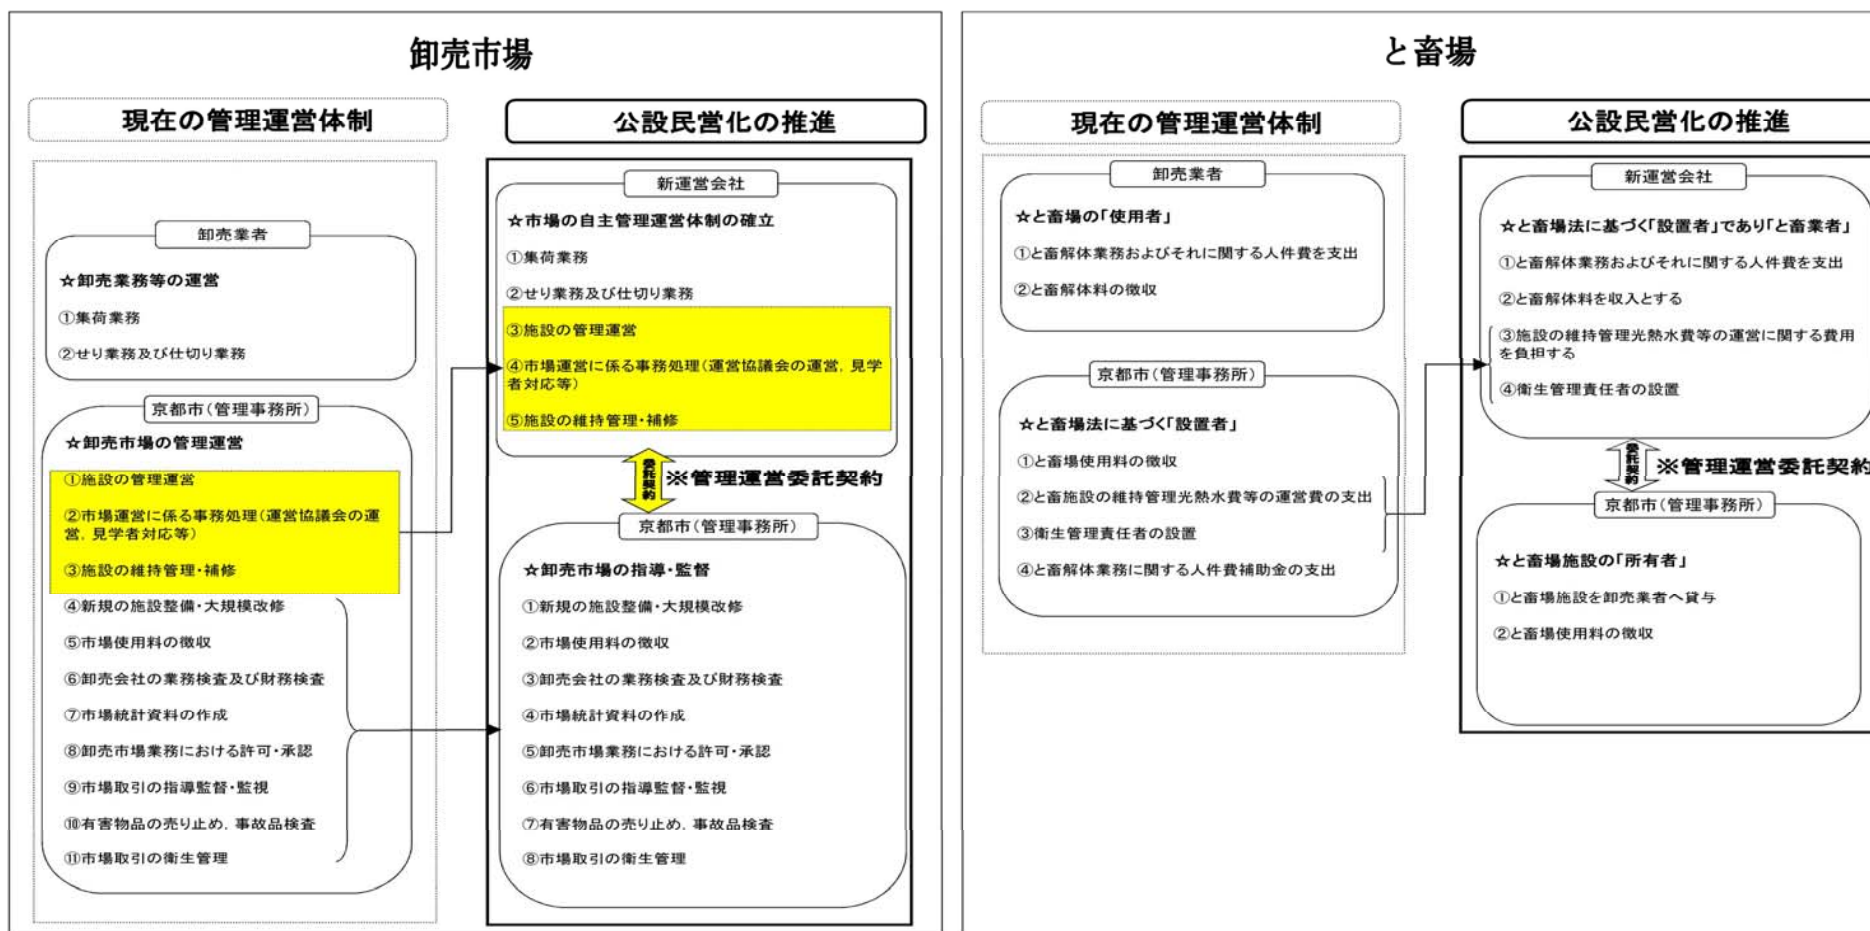 卸売市場
現在の管理運営体制
卸売業者
☆卸売業務等の運営
①集荷業務
②せり業務及び仕切り業務
京都市(管理事務所)
☆卸売市場の管理運営
①施設の管理運営
②市場運営に係る事務処理(運営協議会の運
営,見学者対応等)
③施設の維持管理・補修
④新規の施設整備・大規模改修
⑤市場使用料の徴収
⑥卸売会社の業務検査及び財務検査
⑦市場統計資料の作成
⑧卸売市場業務における許可・承認
⑨市場取引の指導監督・監視
⑩有害物品の売り止め,事故品検査
⑪市場取引の衛生管理
公設民営化の推進
新運営会社
☆市場の自主管理運営体制の確立
①集荷業務
②せり業務及び仕切り業務
③施設の管理運営
④市場運営に係る事務処理(運営協議会の運営,見学
者対応等)
⑤施設の維持管理・補修
委託契約
※管理運営委託契約
京都市(管理事務所)
☆卸売市場の指導・監督
①新規の施設整備・大規模改修
②市場使用料の徴収
③卸売会社の業務検査及び財務検査
④市場統計資料の作成
⑤卸売市場業務における許可・承認
⑥市場取引の指導監督・監視
⑦有害物品の売り止め,事故品検査
⑧市場取引の衛生管理
と畜場
現在の管理運営体制
卸売業者
☆と畜場の「使用者」
①と畜解体業務およびそれに関する人件費を支出
②と畜解体料の徴収
京都市(管理事務所)
☆と畜場法に基づく「設置者」
①と畜場使用料の徴収
②と畜施設の維持管理光熱水費等の運営費の支出
③衛生管理責任者の設置
④と畜解体業務に関する人件費補助金の支出
公設民営化の推進
新運営会社
☆と畜場法に基づく「設置者」であり「と畜業者」
①と畜解体業務およびそれに関する人件費を支出
②と畜解体料を収入とする
③施設の維持管理光熱水費等の運営に関する費用
を負担する
④衛生管理責任者の設置
委託契約
※管理運営委託契約
京都市(管理事務所)
☆と畜場施設の「所有者」
①と畜場施設を卸売業者へ貸与
②と畜場使用料の徴収